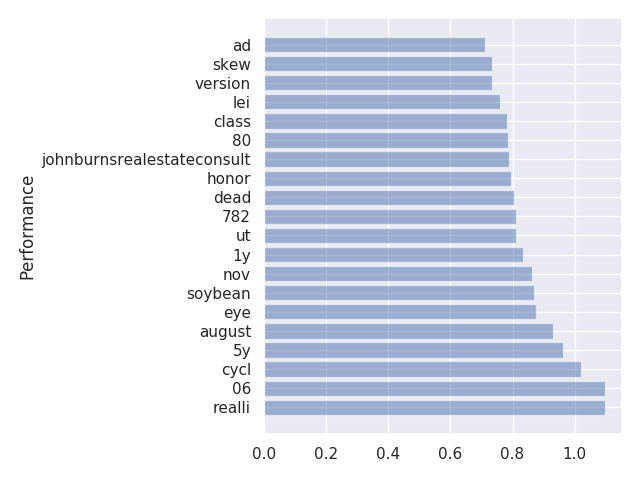 Performance
ad
skew
version
lei
class
80
johnburnsrealestateconsult
honor
dead
782
ut
1y
nov
soybean
eye
august
5y
cycl
06
realli
0.0 0.2 0.4 0.6 0.8 1.0